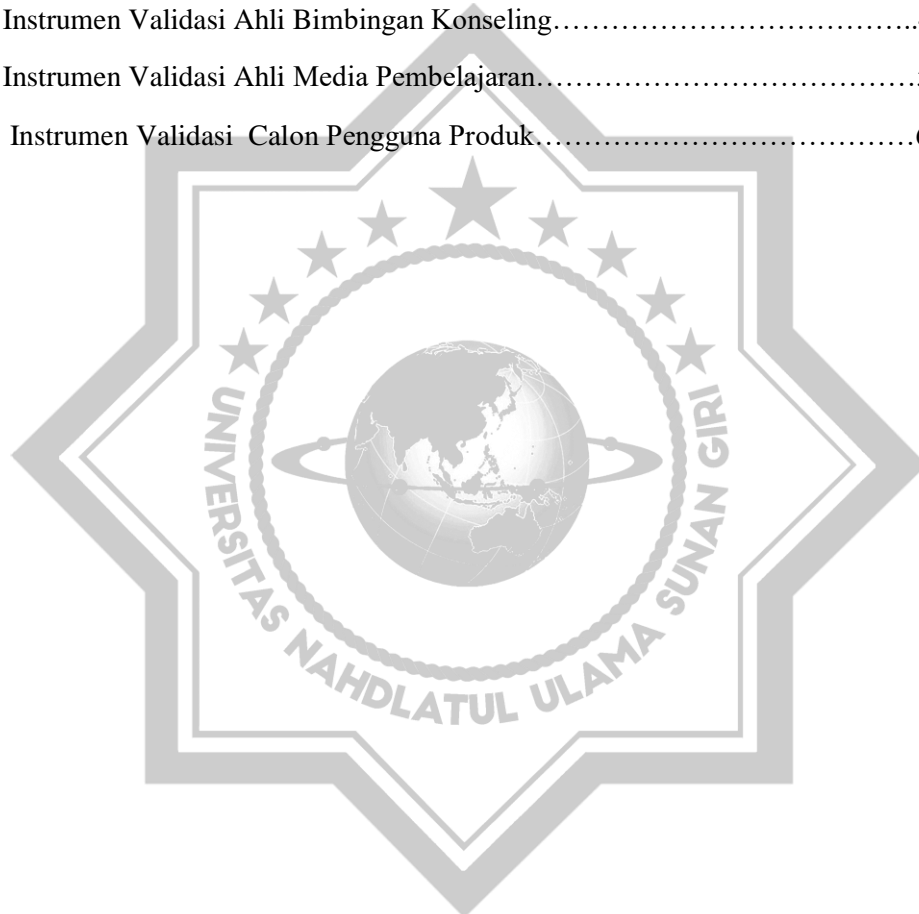 Instrumen Validasi Ahli Bimbingan Konseling……………………………………..
Instrumen Validasi Ahli Media Pembelajaran……………………………………
Instrumen Validasi  Calon Pengguna Produk…………………………………
UNIVERSITAS NAHDLATUL ULAMA SUNAN GIRI